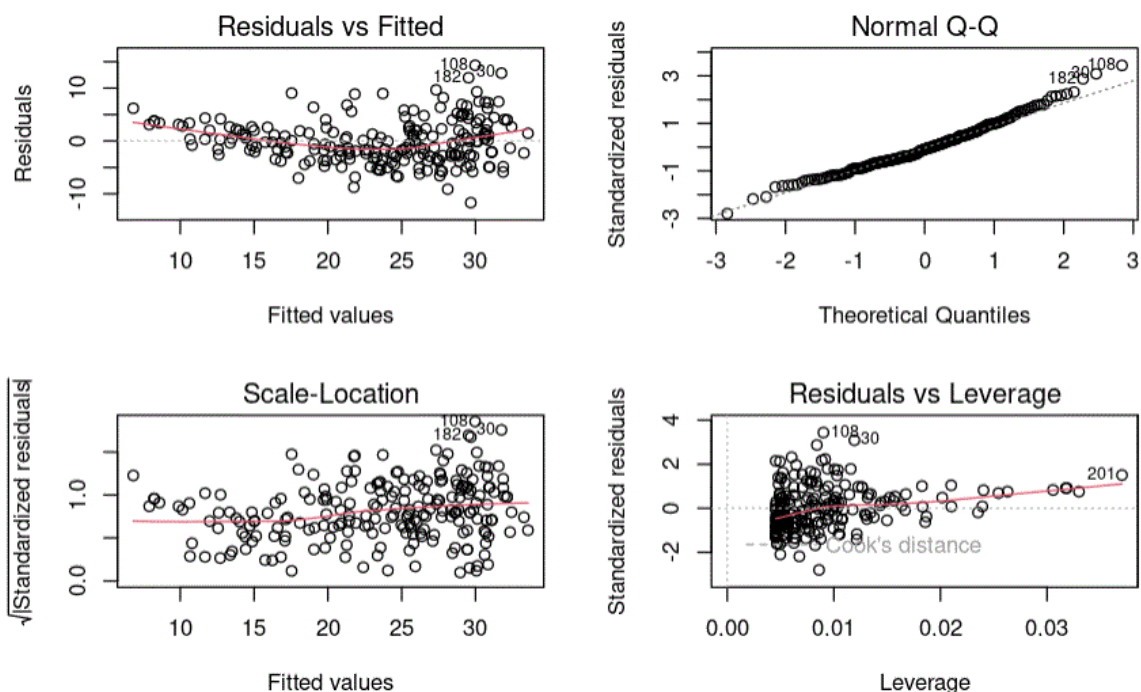 Residuals vs Fitted
Residuals
10
0
-10
108
182
30
10 15 20 25 30
Fitted values
Normal Q-Q
Standardized residuals
3
1
-1
-3
182
30
108
-3 -2 -1 0 1 2 3
Theoretical Quantiles
Scale-Location
√|Standardized residuals|
1.0
0.0
108
182
30
10 15 20 25 30
Fitted values
Residuals vs Leverage
Standardized residuals
4
2
0
-2
108
30
201
Cook's distance
0.00 0.01 0.02 0.03
Leverage